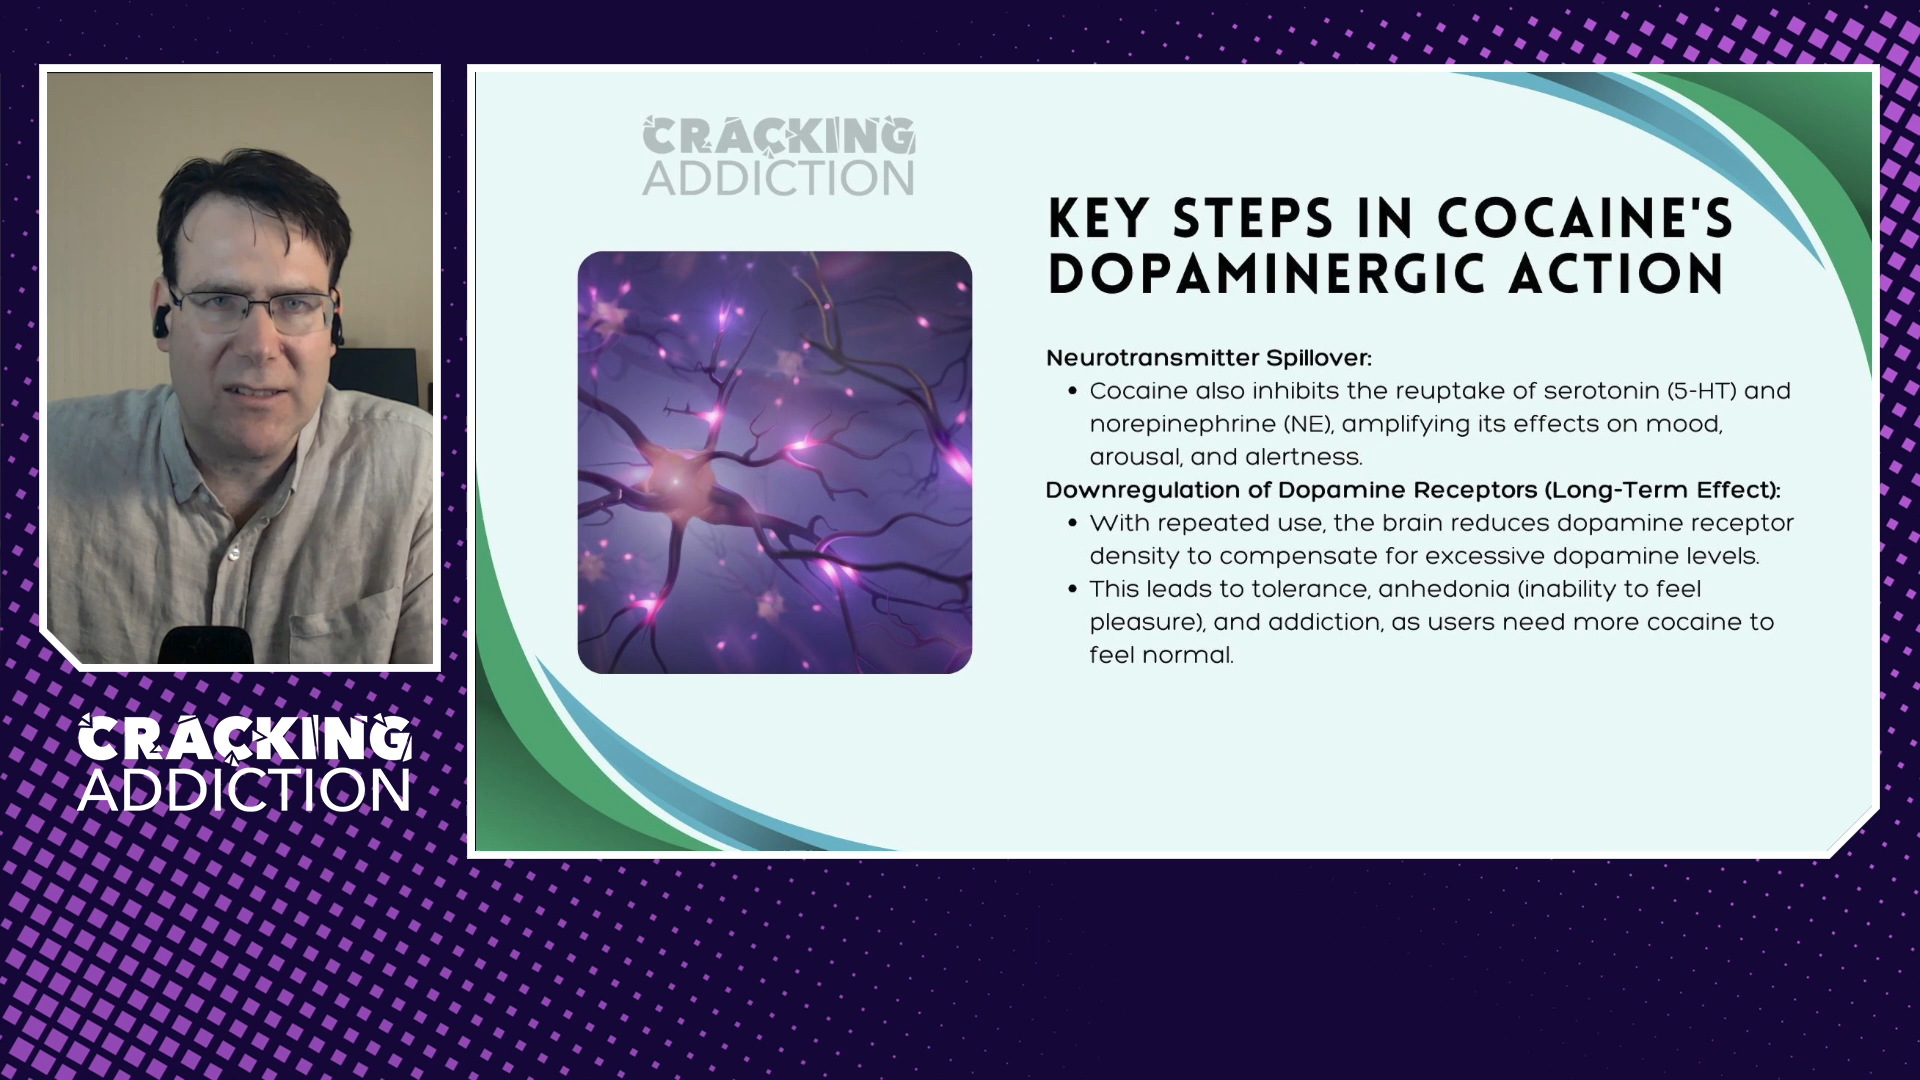 CRACKING
ADDICTION
KEY STEPS IN COCAINE'S
DOPAMINERGIC ACTION
Neurotransmitter Spillover:
• Cocaine also inhibits the reuptake of serotonin (5-HT) and
norepinephrine (NE), amplifying its effects on mood,
arousal, and alertness.
Downregulation of Dopamine Receptors (Long-Term Effect):
• With repeated use, the brain reduces dopamine receptor
density to compensate for excessive dopamine levels.
• This leads to tolerance, anhedonia (inability to feel
pleasure), and addiction, as users need more cocaine to
feel normal.
CRACKING
ADDICTION